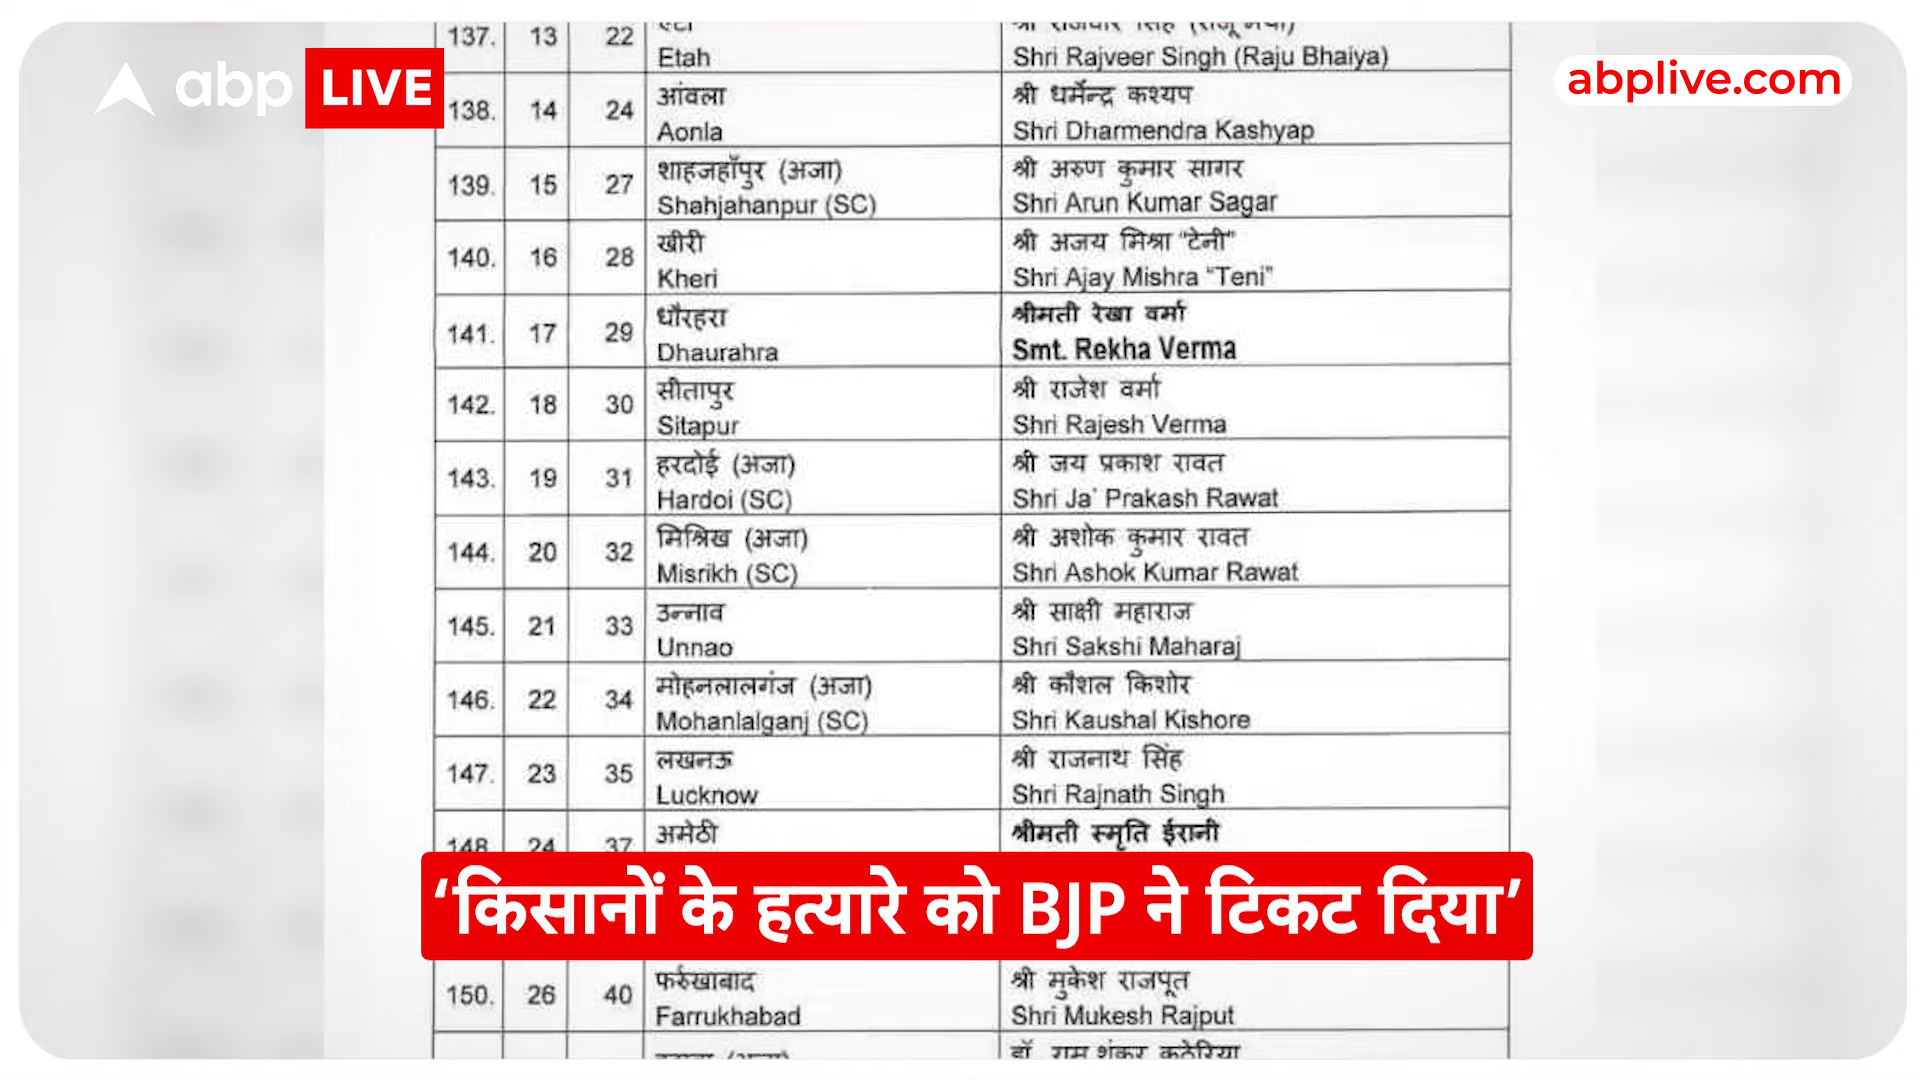 137. 13 22
Etah
Shri Rajveer Singh (Raju Bhaiya)
abp LIVE
abplive.com
138. 14 24
आंवला
Aonla
श्री धर्मेन्द्र कश्यप
Shri Dharmendra Kashyap
139. 15 27
शाहजहाँपुर (अजा)
Shahjahanpur (SC)
श्री अरुण कुमार सागर
Shri Arun Kumar Sagar
140. 16 28
खीरी
Kheri
श्री अजय मिश्रा “टेनी”
Shri Ajay Mishra “Teni”
141. 17 29
धौरहरा
Dhaurahra
श्रीमती रेखा वर्मा
Smt. Rekha Verma
142. 18 30
सीतापुर
Sitapur
श्री राजेश वर्मा
Shri Rajesh Verma
143. 19 31
हरदोई (अजा)
Hardoi (SC)
श्री जय प्रकाश रावत
Shri Ja' Prakash Rawat
144. 20 32
मिश्रिख (अजा)
Misrikh (SC)
श्री अशोक कुमार रावत
Shri Ashok Kumar Rawat
145. 21 33
उन्नाव
Unnao
श्री साक्षी महाराज
Shri Sakshi Maharaj
146. 22 34
मोहनलालगंज (अजा)
Mohanlalganj (SC)
श्री कौशल किशोर
Shri Kaushal Kishore
147. 23 35
लखनऊ
Lucknow
श्री राजनाथ सिंह
Shri Rajnath Singh
148. 24 37
अमेठी
श्रीमती स्मृति ईरानी
‘किसानों के हत्यारे को BJP ने टिकट दिया’
150. 26 40
फर्रुखाबाद
Farrukhabad
श्री मुकेश राजपूत
Shri Mukesh Rajput